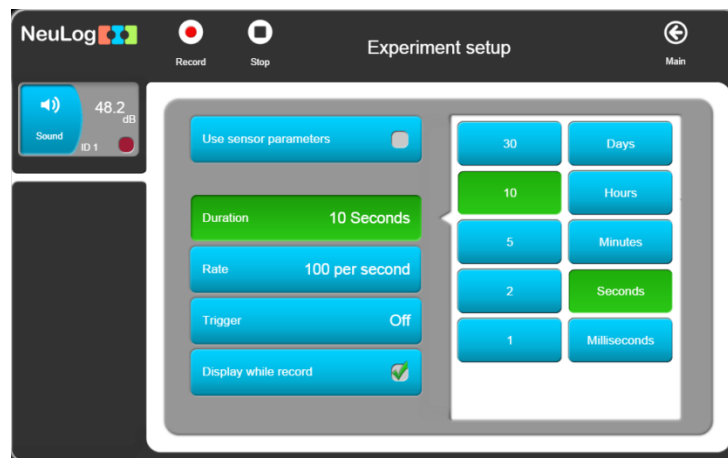 NeuLog
Record
Stop
Experiment setup
Main
48.2
dB
Sound
ID 1
Use sensor parameters
Duration 10 Seconds
Rate 100 per second
Trigger Off
Display while record
30 Days
10 Hours
5 Minutes
2 Seconds
1 Milliseconds